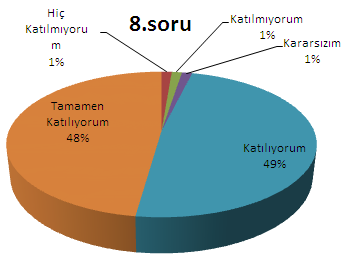 8.soru
Hiç
Katılmıyoru
m
1%
Katılmıyorum
1%
Kararsızım
1%
Tamamen
Katılıyorum
48%
Katılıyorum
49%